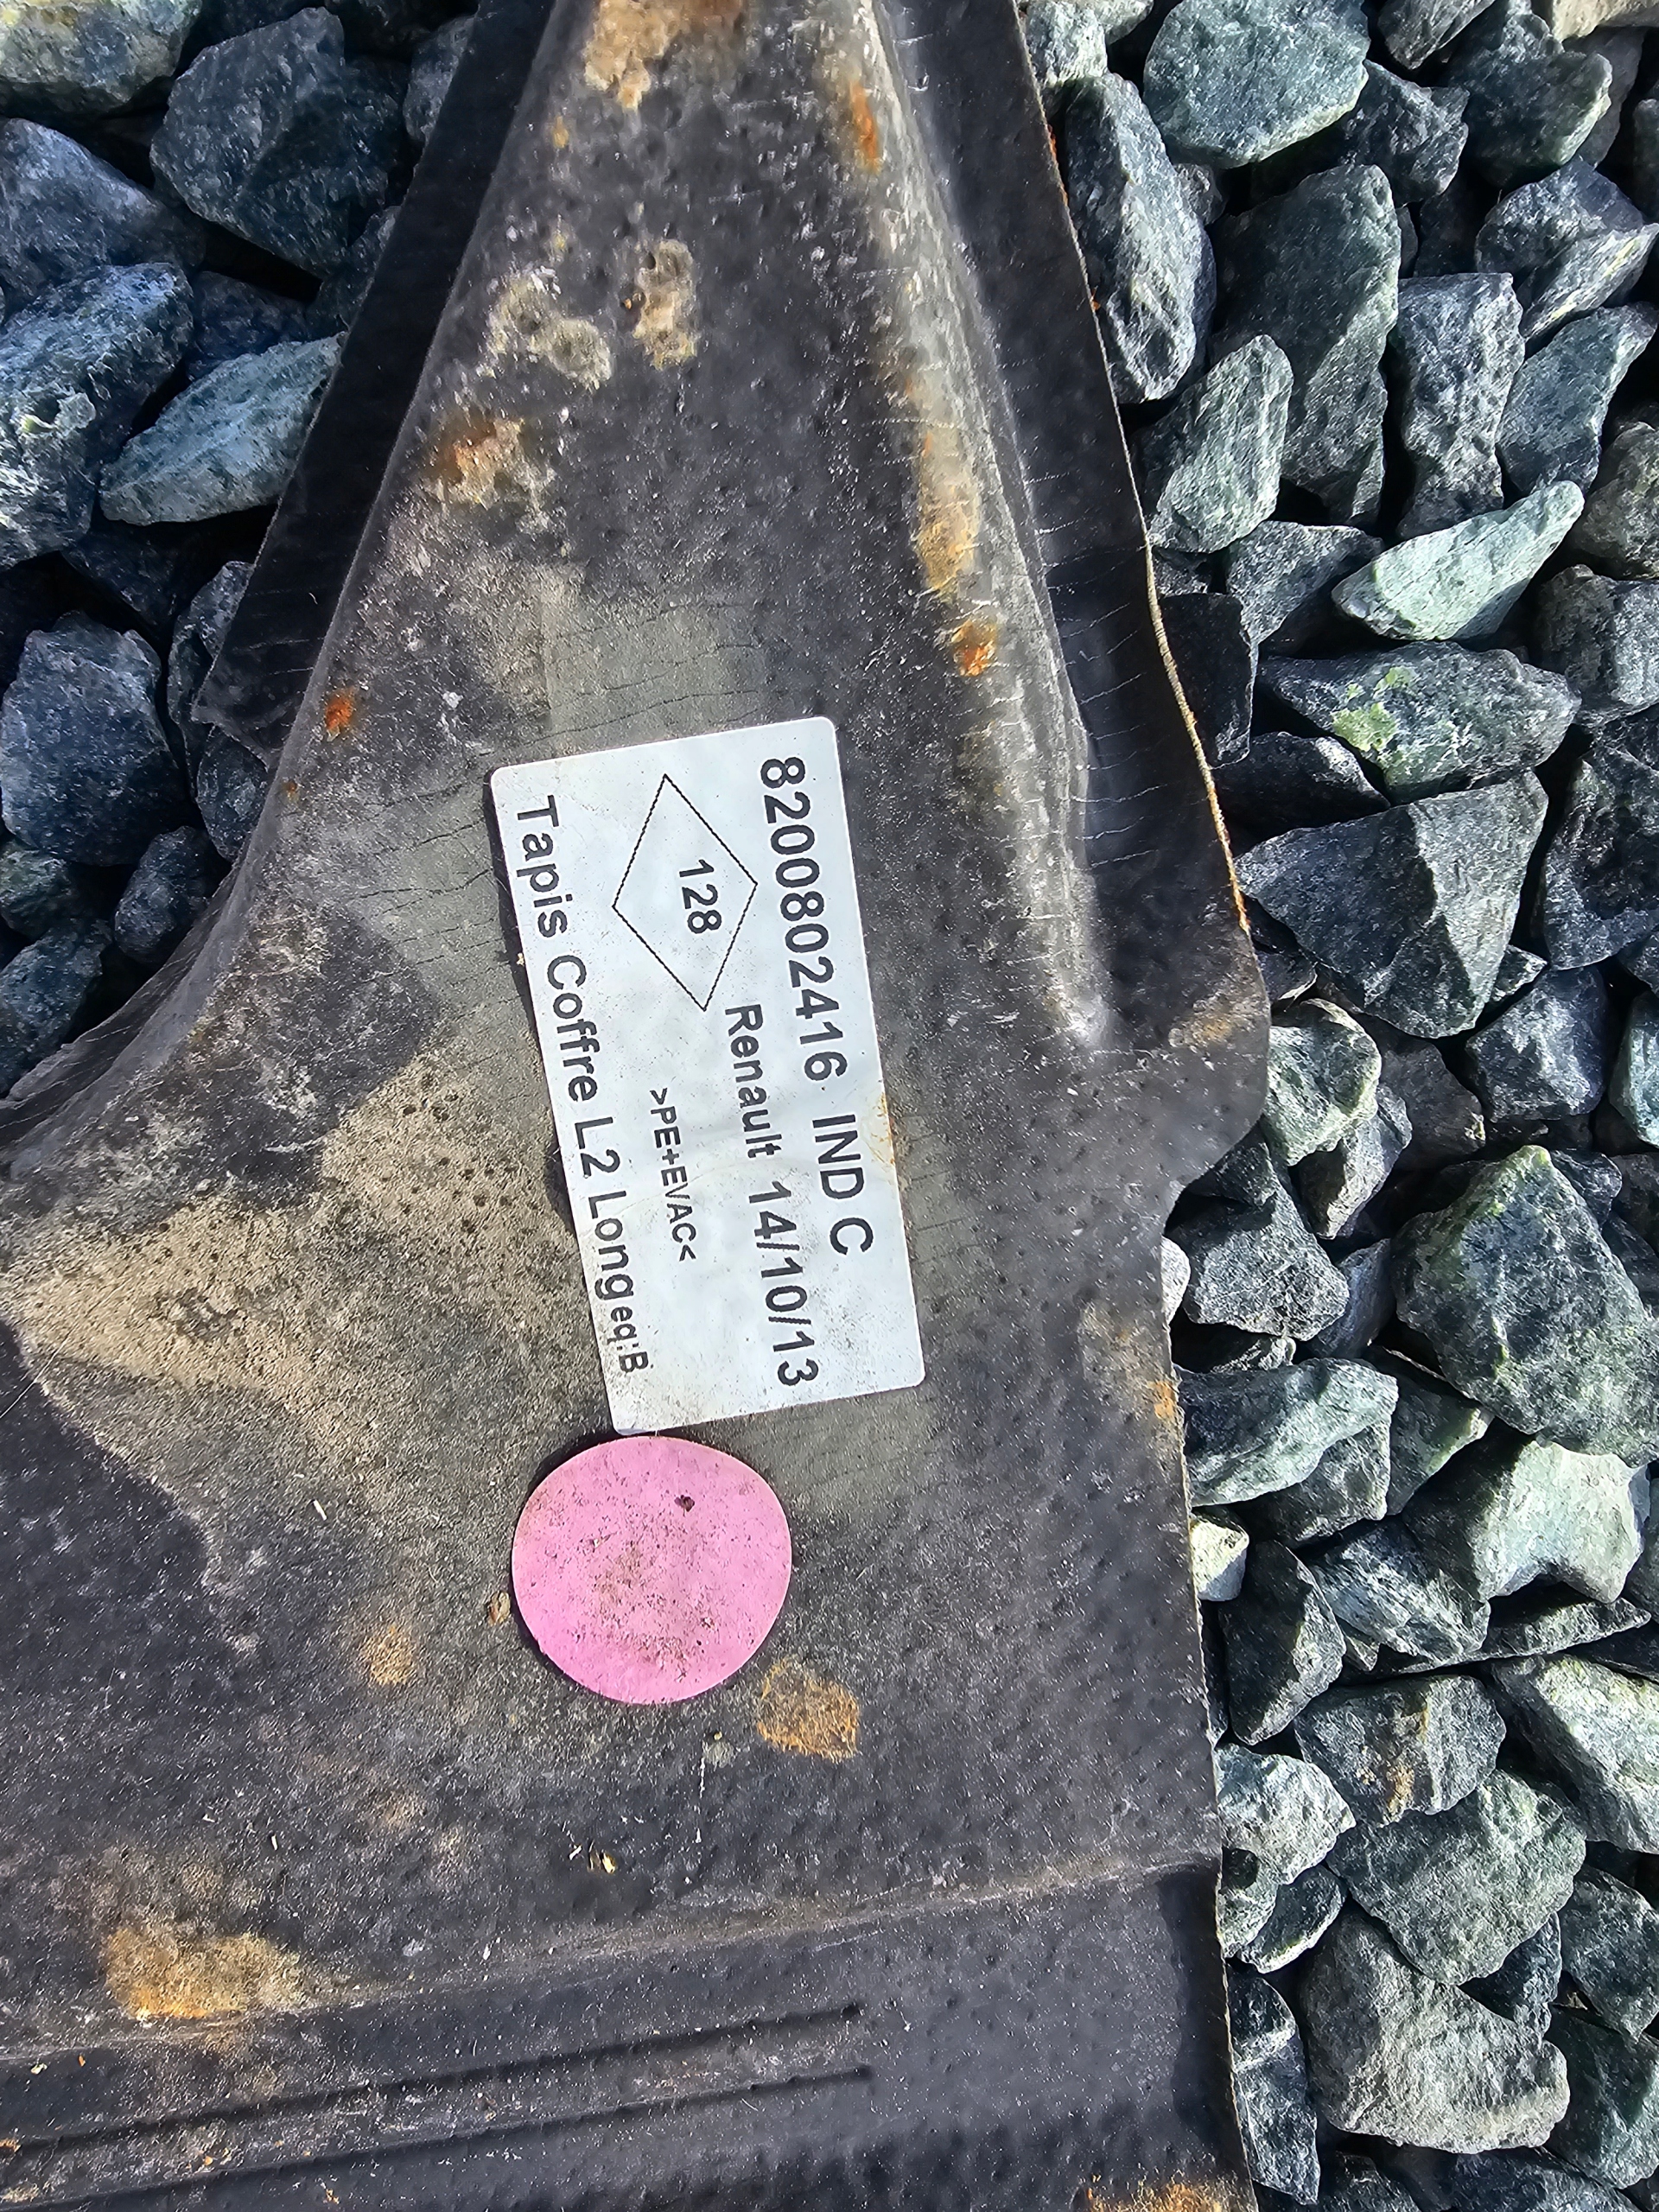 8200802416 IND C
Renault 14/10/13
128
>PE+EVAC<
Tapis Coffre L2 Longeq:B